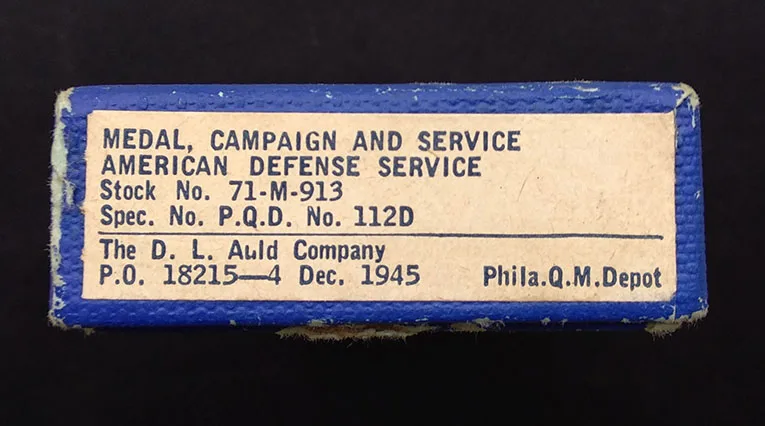 MEDAL, CAMPAIGN AND SERVICE
AMERICAN DEFENSE SERVICE
Stock No. 71-M-913
Spec. No. P.Q.D. No. 112D
The D. L. Auld Company
P.O. 18215—4 Dec. 1945 Phila.Q.M.Depot